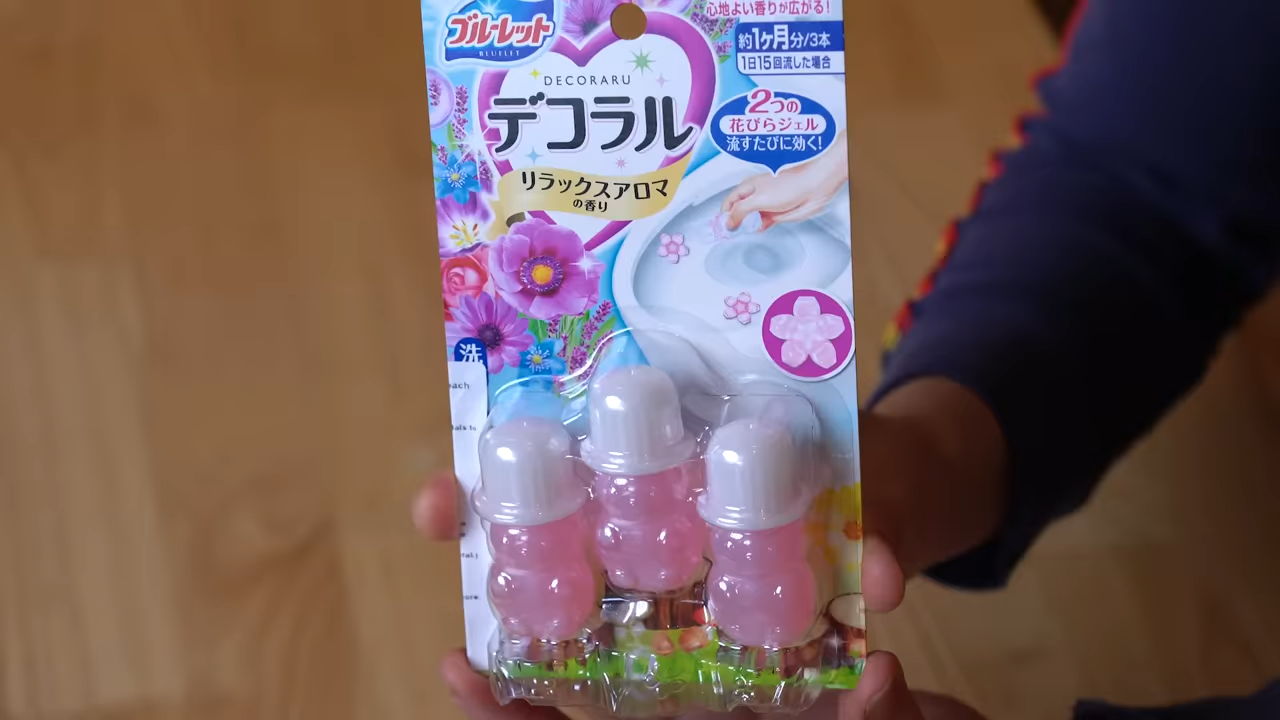 心地よい香りが広がる!
ブルーレット
BLUELET
約1ヶ月分/3本
1日15回流した場合
DECORARU
デコラル
2つの
花びらジェル
流すたびに効く!
リラックスアロマ
の香り
洗